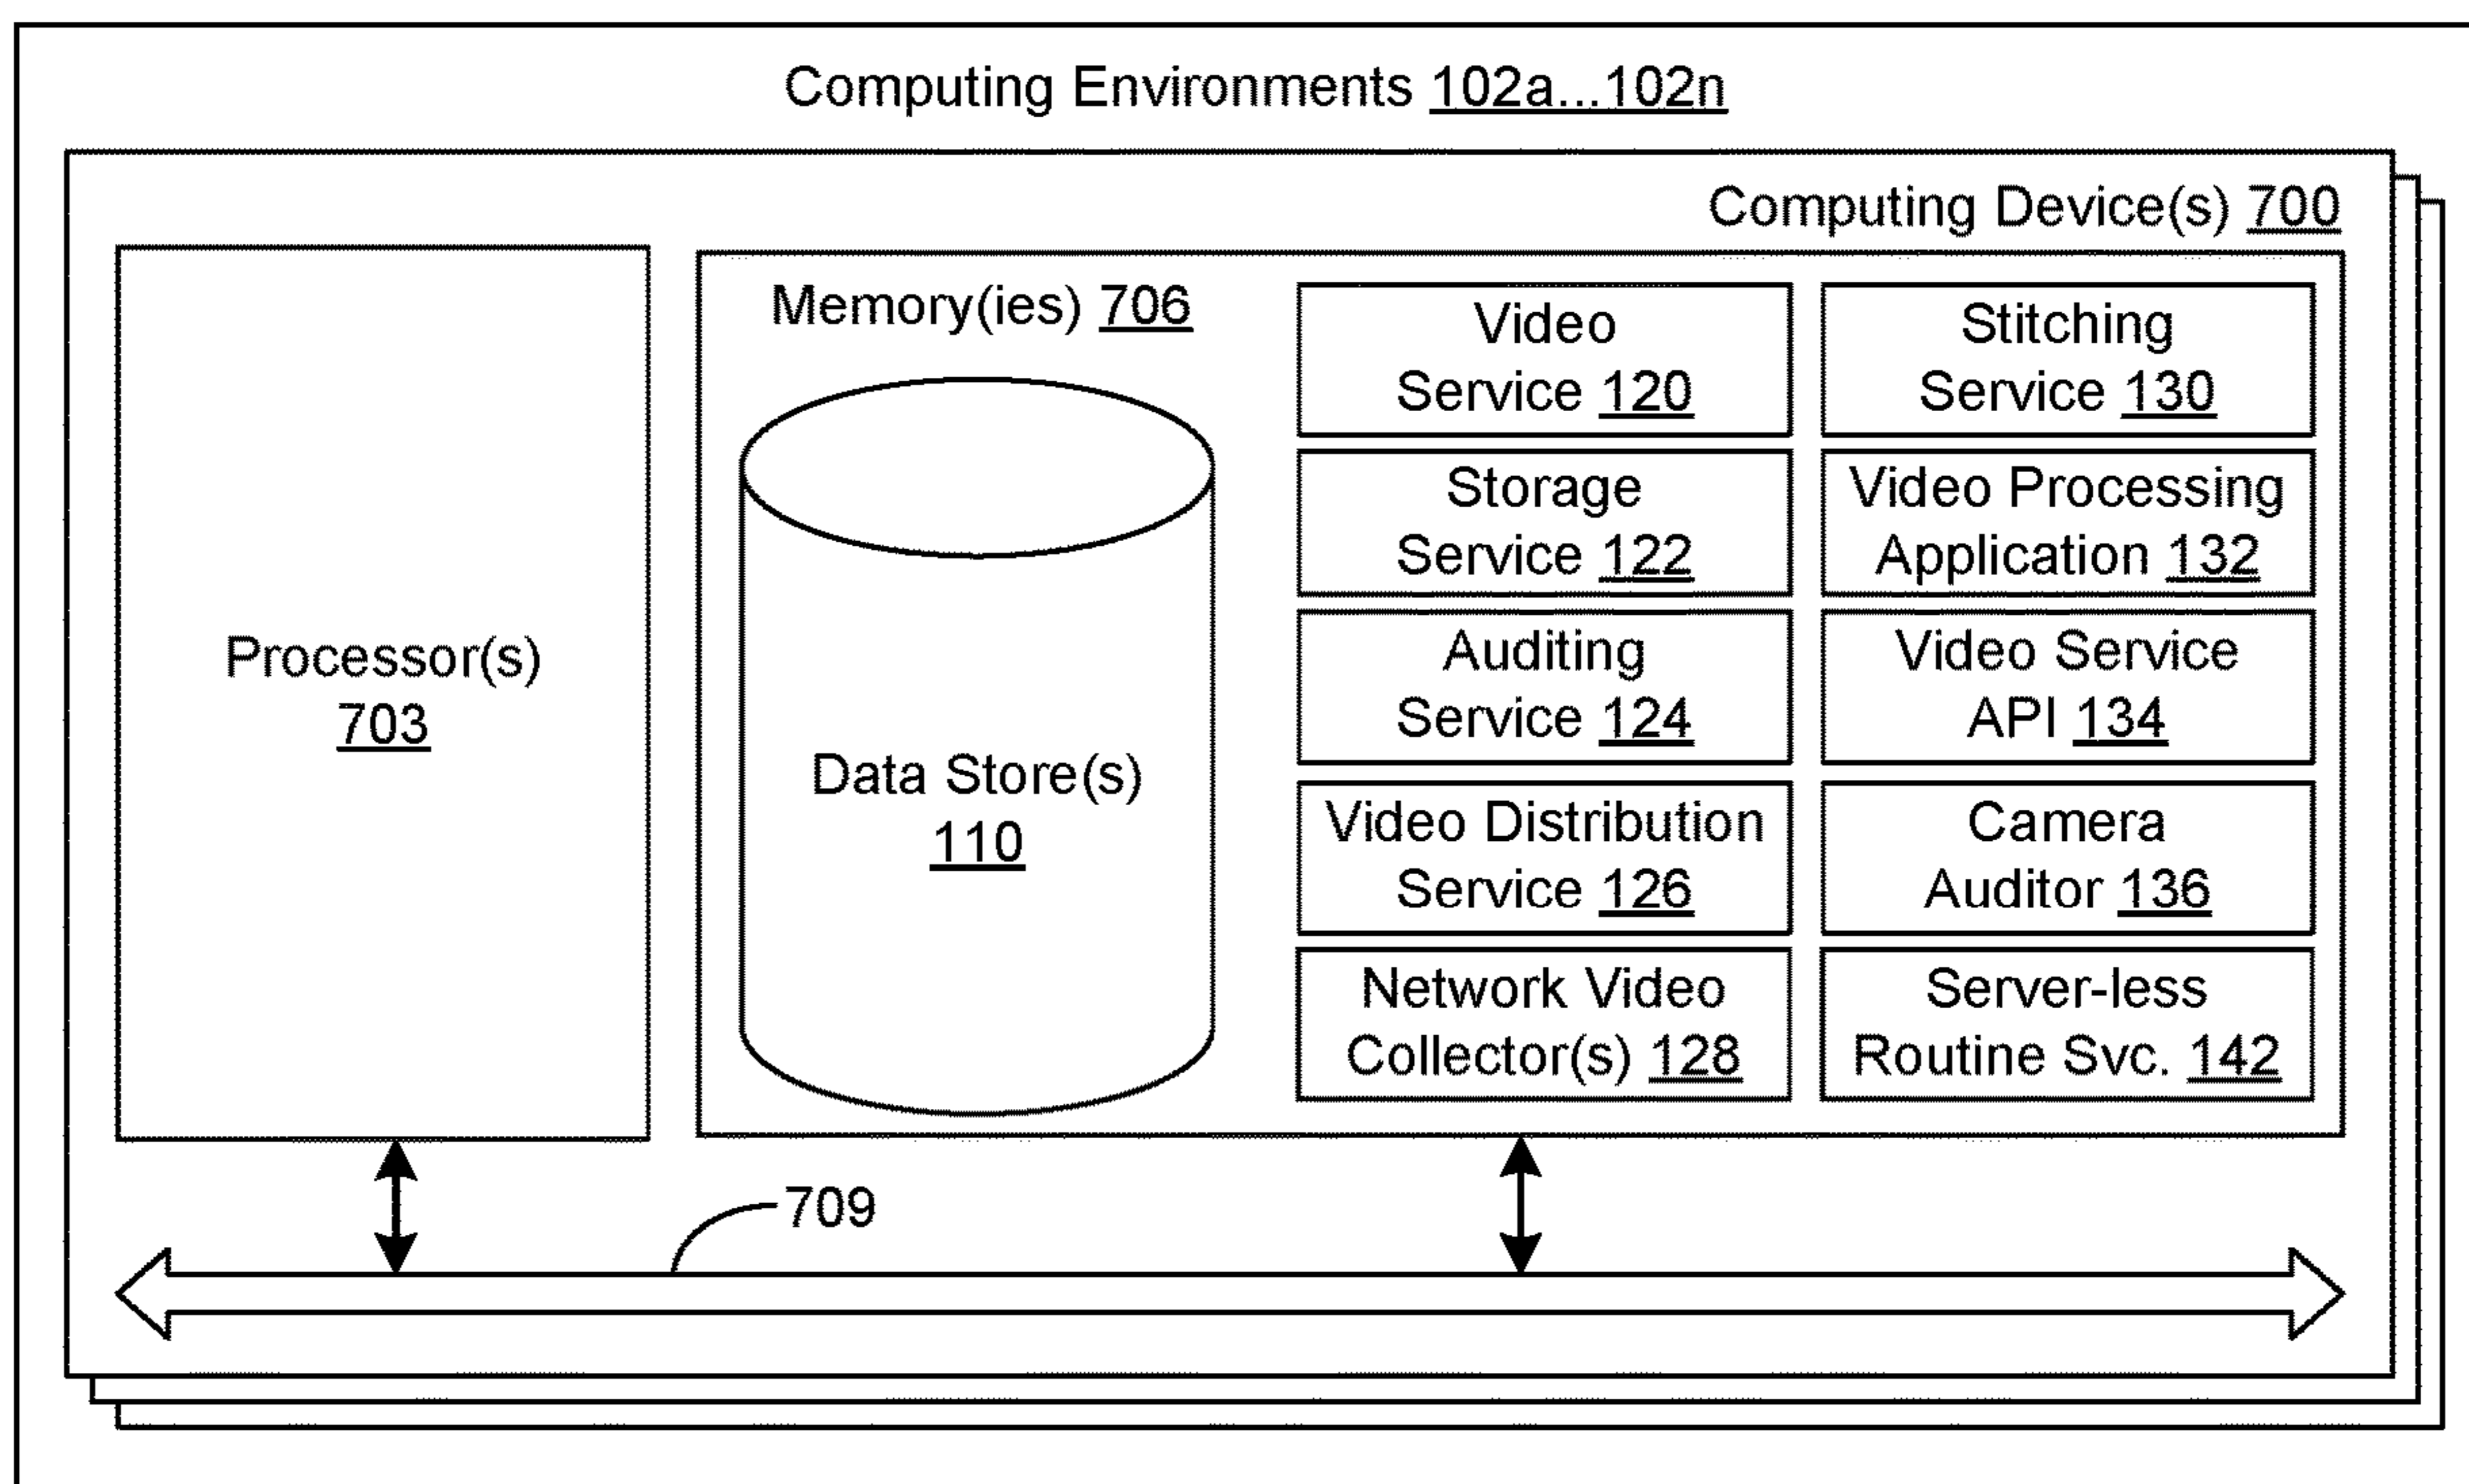 Computing Environments 102a...102n
Computing Device(s) 700
Processor(s)
703
Memory(ies) 706
Data Store(s)
110
Video
Service 120
Storage
Service 122
Auditing
Service 124
Video Distribution
Service 126
Network Video
Collector(s) 128
Stitching
Service 130
Video Processing
Application 132
Video Service
API 134
Camera
Auditor 136
Server-less
Routine Svc. 142
709